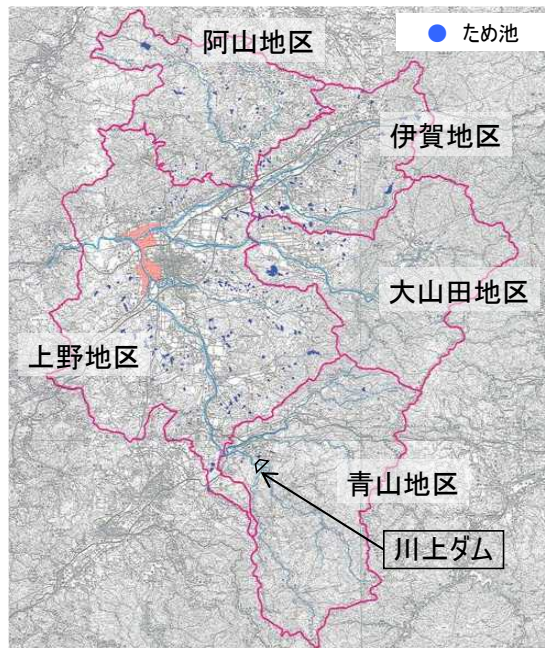 ため池
阿山地区
伊賀地区
大山田地区
上野地区
青山地区
川上ダム